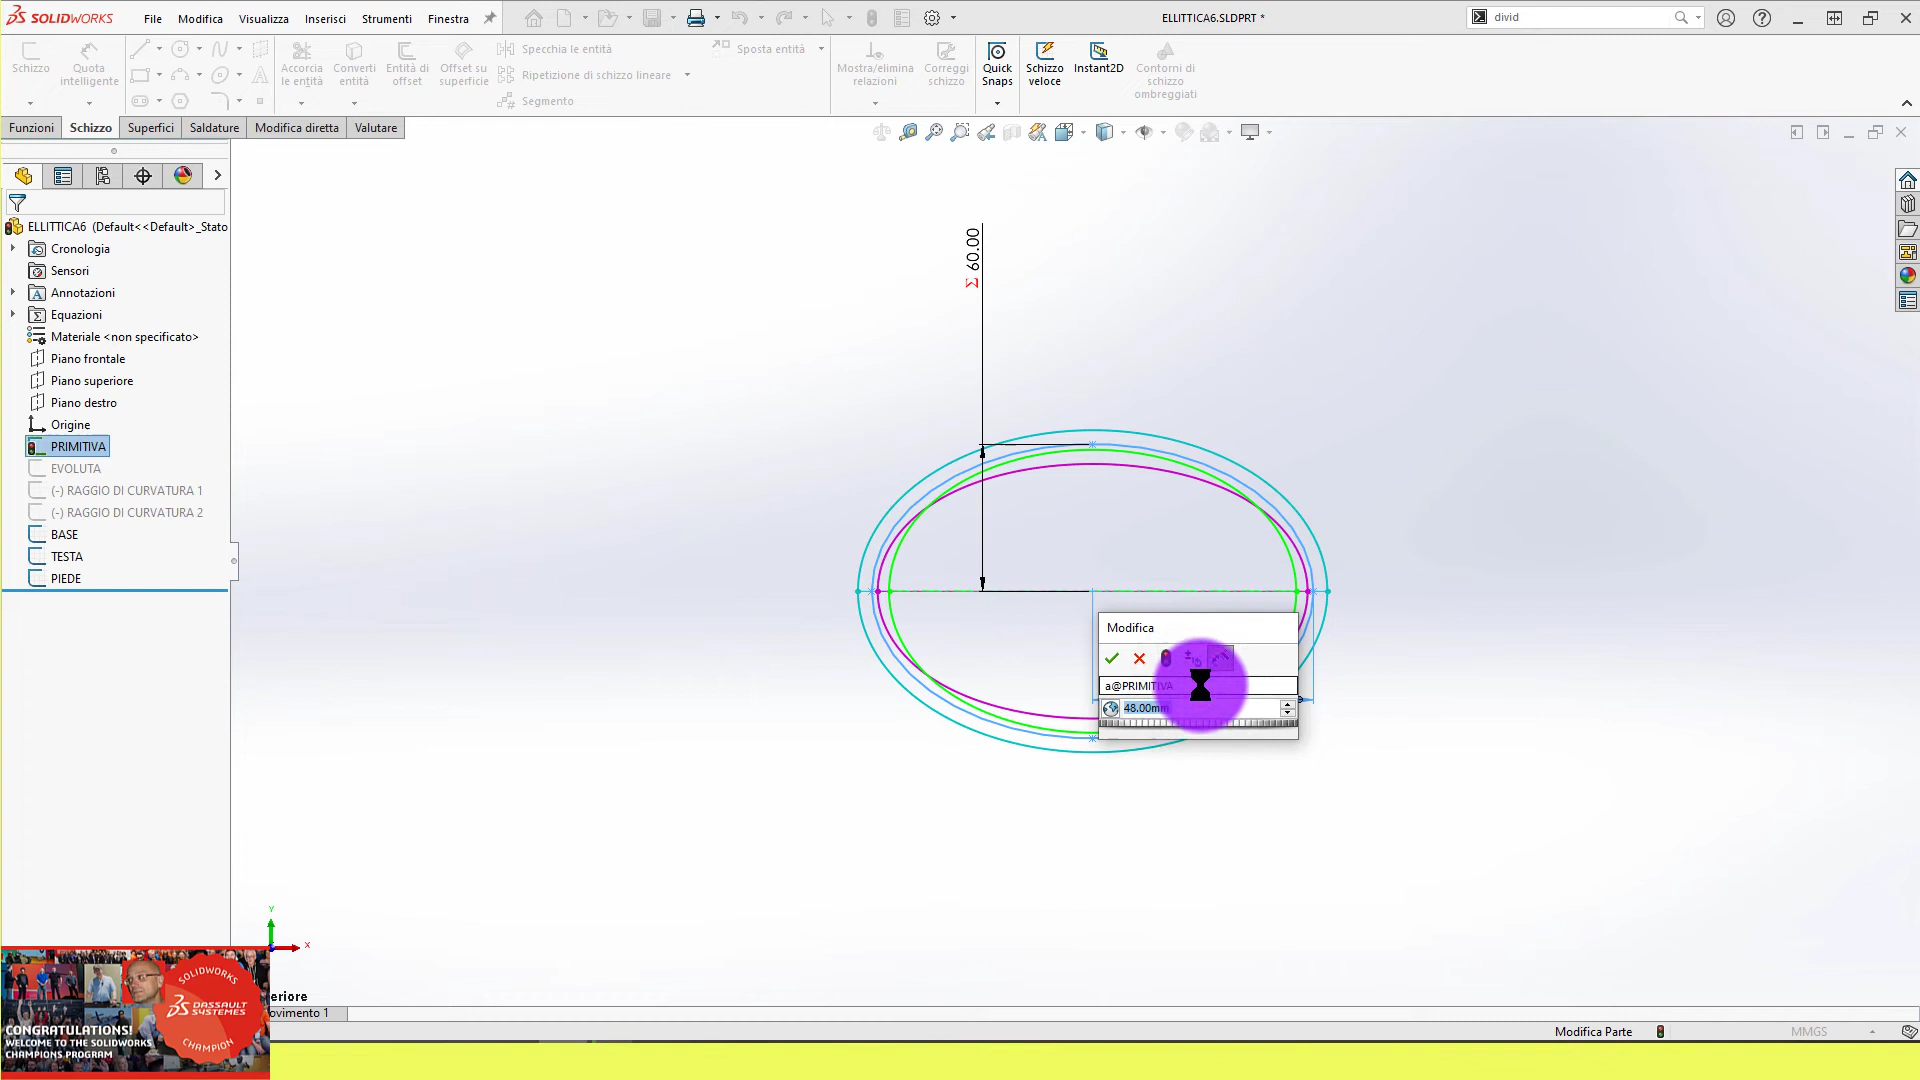 SOLIDWORKS
File
Modifica
Visualizza
Inserisci
Strumenti
Finestra
ELLITTICA6.SLDPRT *
divid
Schizzo
Quota
intelligente
Accorcia
le entità
Converti
entità
Entità di
offset
Offset su
superficie
Specchia le entità
Ripetizione di schizzo lineare
Segmento
Sposta entità
Mostra/elimina
relazioni
Correggi
schizzo
Quick
Snaps
Schizzo
veloce
Instant2D
Contorni di
schizzo
ombreggiati
Funzioni
Schizzo
Superfici
Saldature
Modifica diretta
Valutare
ELLITTICA6 (Default<<Default>_Stato
Cronologia
Sensori
Annotazioni
Equazioni
Materiale <non specificato>
Piano frontale
Piano superiore
Piano destro
Origine
PRIMITIVA
EVOLUTA
(-) RAGGIO DI CURVATURA 1
(-) RAGGIO DI CURVATURA 2
BASE
TESTA
PIEDE
Σ 60.00
Modifica
a@PRIMITIVA
48.00mm
Y
X
eriore
ovimento 1
Modifica Parte
MMGS
CONGRATULATIONS!
WELCOME TO THE SOLIDWORKS
CHAMPIONS PROGRAM
SOLIDWORKS
DASSAULT
SYSTEMES
CHAMPION